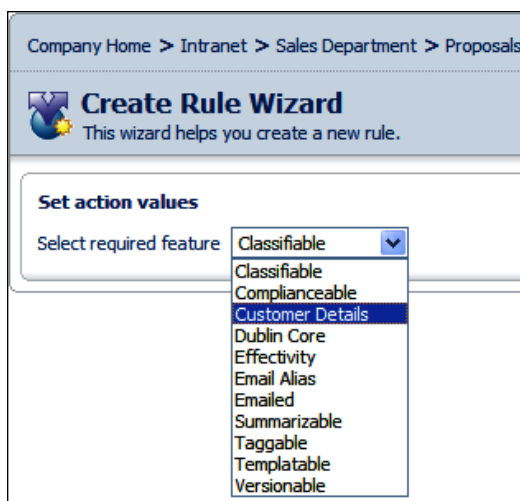 Company Home > Intranet > Sales Department > Proposals
Create Rule Wizard
This wizard helps you create a new rule.
Set action values
Select required feature Classifiable
Classifiable
Complianceable
Customer Details
Dublin Core
Effectivity
Email Alias
Emailed
Summarizable
Taggable
Templatable
Versionable